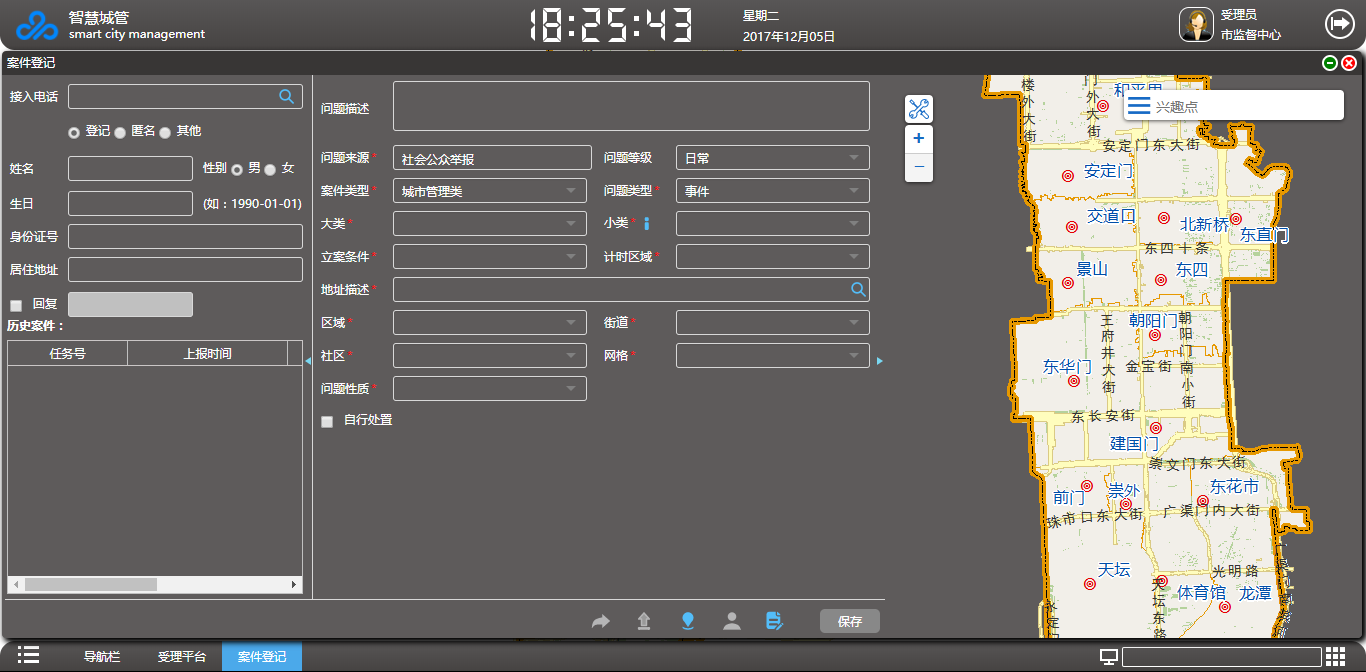 智慧城管
smart city management
18:25:43
星期二
2017年12月05日
受理员
市监督中心
案件登记
接入电话
登记 匿名 其他
姓名 性别 男 女
生日 (如：1990-01-01)
身份证号
居住地址
回复
历史案件：
任务号 上报时间
问题描述
问题来源* 社会公众举报 问题等级 日常
案件类型* 城市管理类 问题类型* 事件
大类* 小类*
立案条件* 计时区域*
地址描述*
区域* 街道*
社区* 网格*
问题性质*
自行处置
保存
兴趣点
楼外大街
门外大街
和平里
安定门东大街
安定门
交道口
北新桥
东直门
东四十条
景山
东四
朝阳门
王府井大街
朝阳门南小街
东华门
金宝街
东长安街
建国门
崇文门东大街
前门
崇外
东花市
珠市口东大街
广渠门内大街
天坛
光明路
体育馆
龙潭
天坛东路
导航栏 受理平台 案件登记